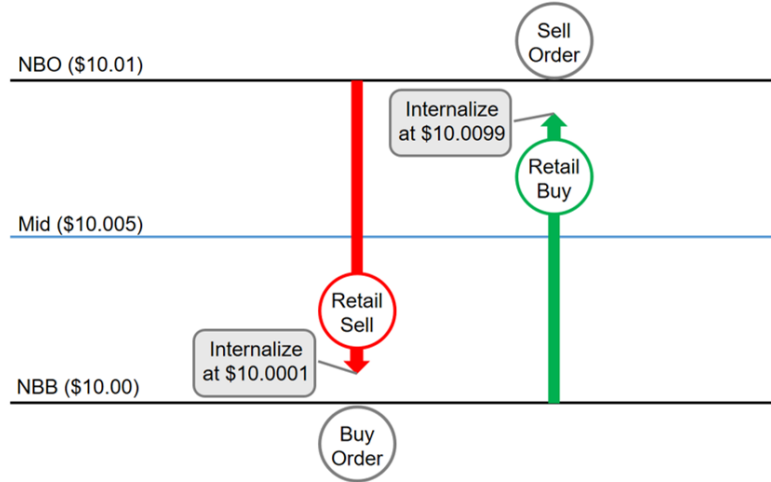 Sell
Order
NBO ($10.01)
Internalize
at $10.0099
Retail
Buy
Mid ($10.005)
Retail
Sell
Internalize
at $10.0001
NBB ($10.00)
Buy
Order